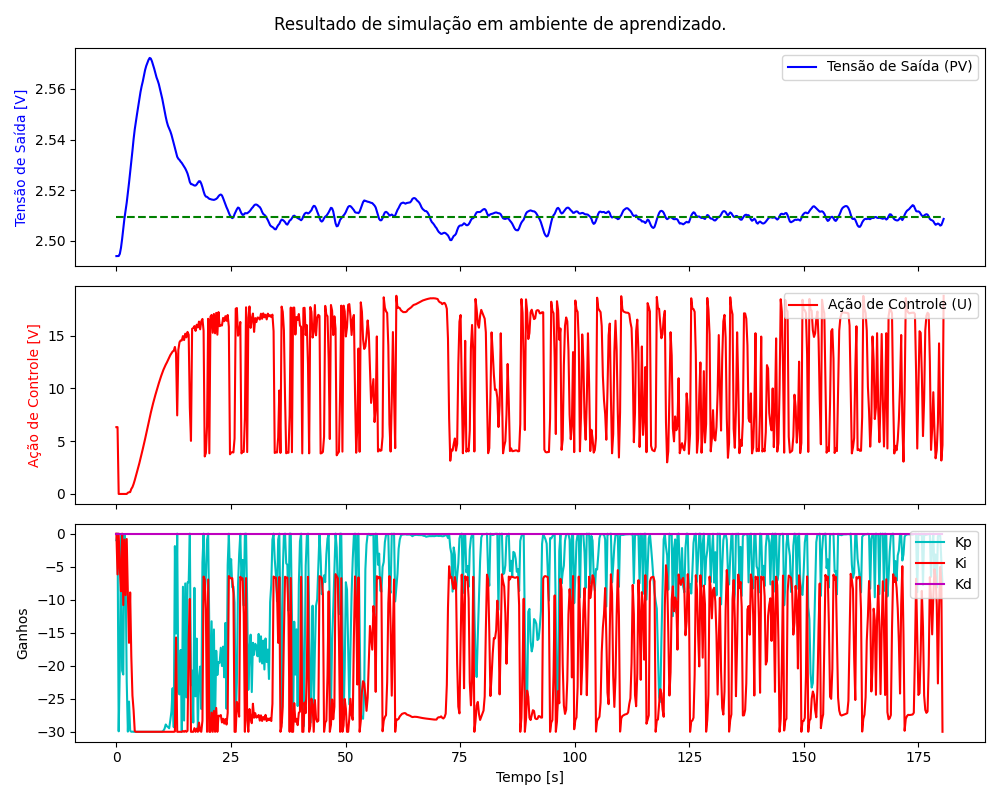 Resultado de simulação em ambiente de aprendizado.
Tensão de Saída [V]
2.56
2.54
2.52
2.50
Tensão de Saída (PV)
Ação de Controle [V]
15
10
5
0
Ação de Controle (U)
Ganhos
0
−5
−10
−15
−20
−25
−30
Kp
Ki
Kd
0 25 50 75 100 125 150 175
Tempo [s]